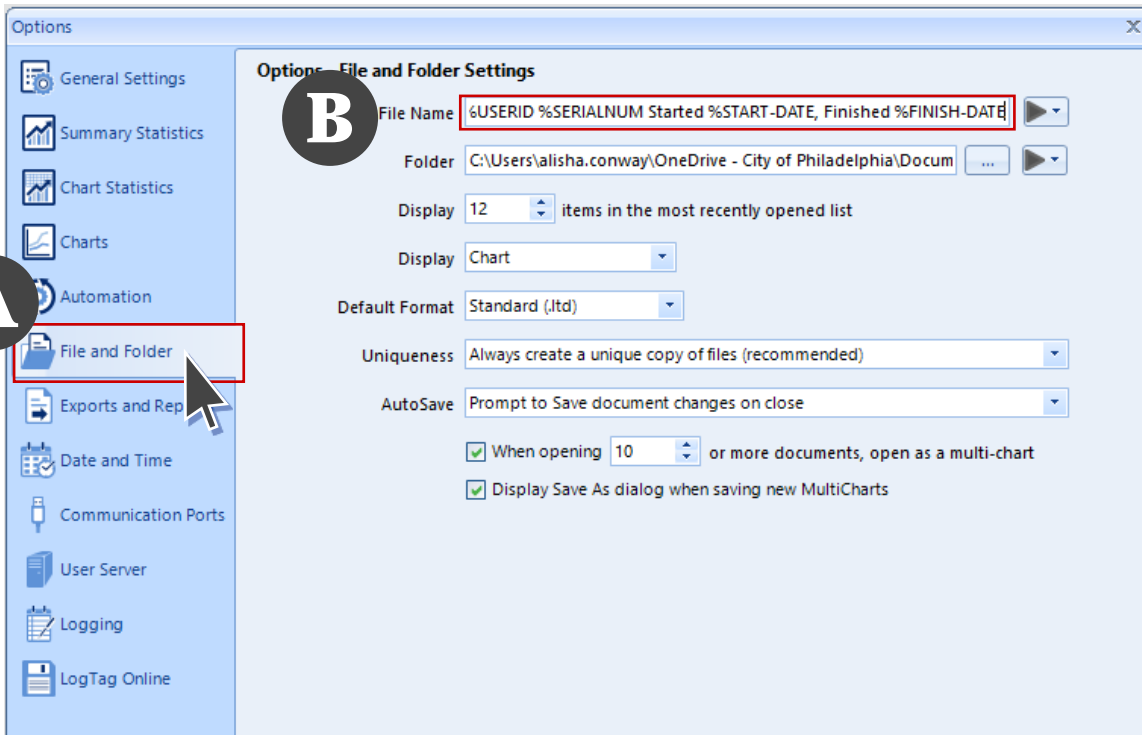 Options
X
General Settings
Summary Statistics
Chart Statistics
Charts
Automation
A
File and Folder
Exports and Rep
Date and Time
Communication Ports
User Server
Logging
LogTag Online
Options - File and Folder Settings
B
File Name %USERID %SERIALNUM Started %START-DATE, Finished %FINISH-DATE
Folder C:\Users\alisha.conway\OneDrive - City of Philadelphia\Docum ...
Display 12 items in the most recently opened list
Display Chart
Default Format Standard (.ltd)
Uniqueness Always create a unique copy of files (recommended)
AutoSave Prompt to Save document changes on close
When opening 10 or more documents, open as a multi-chart
Display Save As dialog when saving new MultiCharts